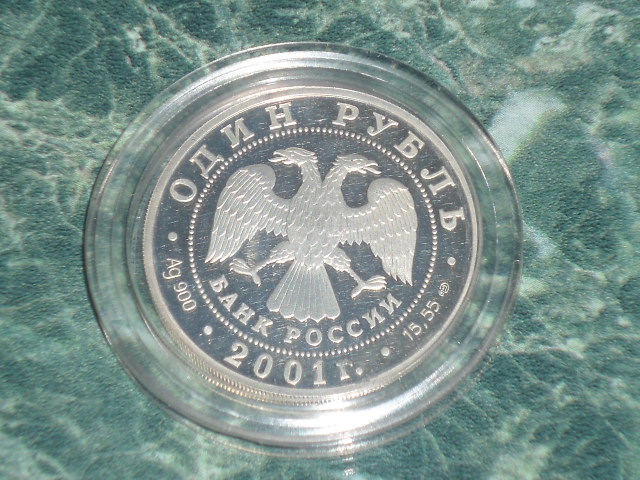 ОДИН РУБЛЬ
БАНК РОССИИ
Ag 900
2001 г.
15,55